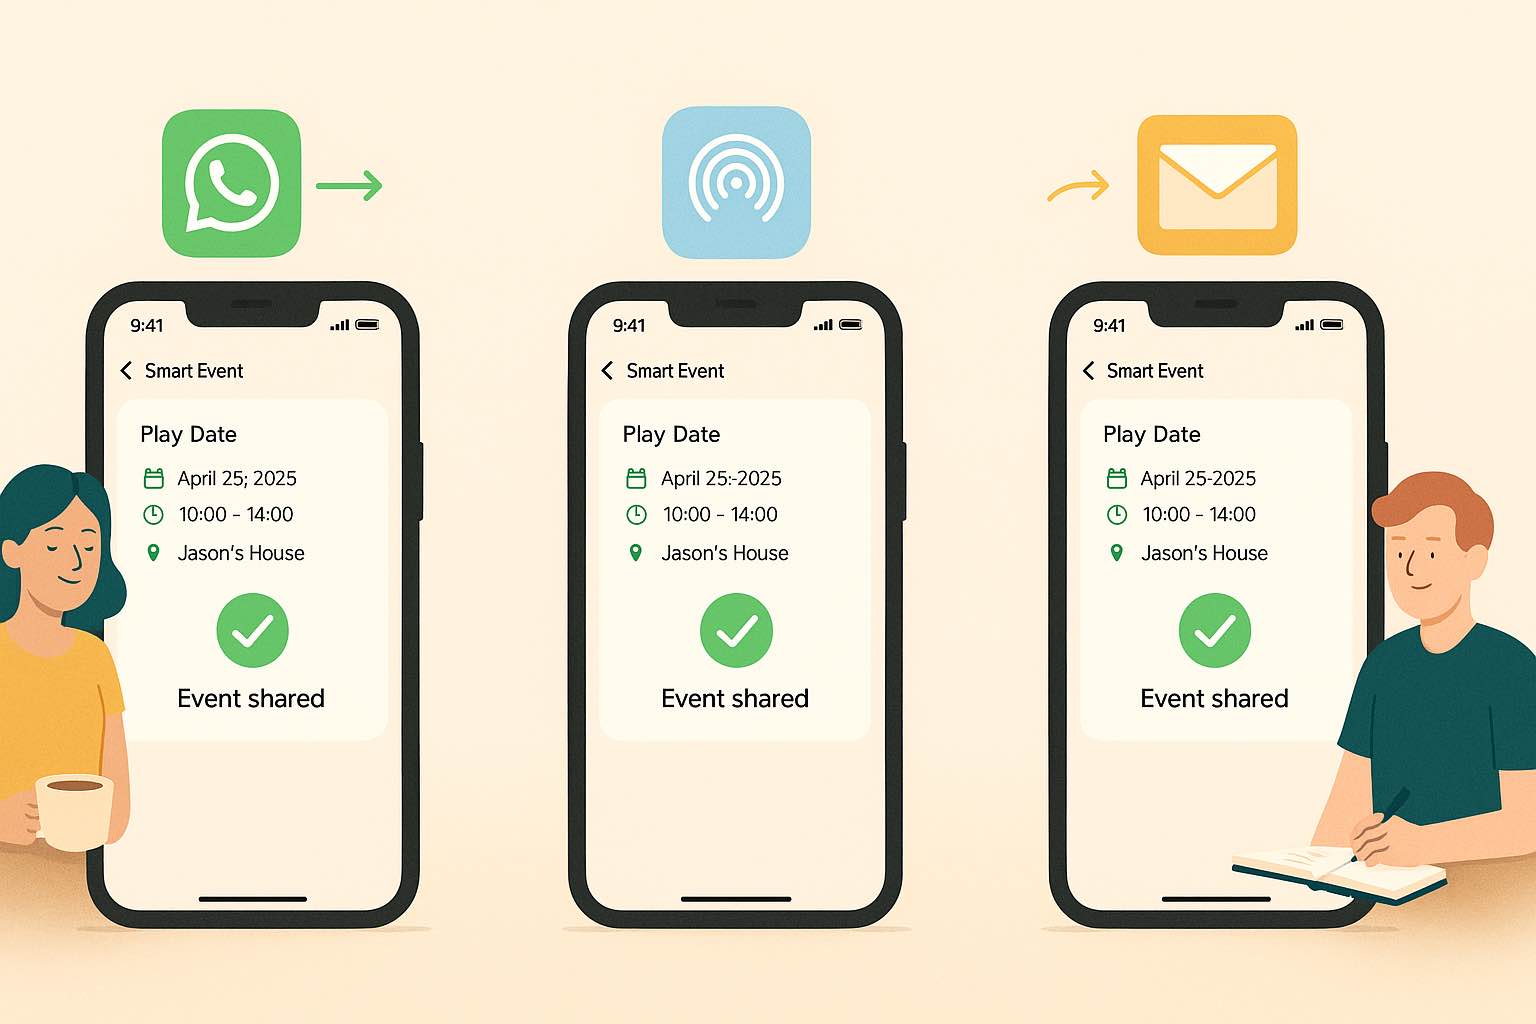 9:41
Smart Event
Play Date
April 25; 2025
10:00 – 14:00
Jason's House
Event shared
9:41
Smart Event
Play Date
April 25:-2025
10:00 – 14:00
Jason's House
Event shared
9:41
Smart Event
Play Date
April 25-2025
10:00 – 14:00
Jason's House
Event shared